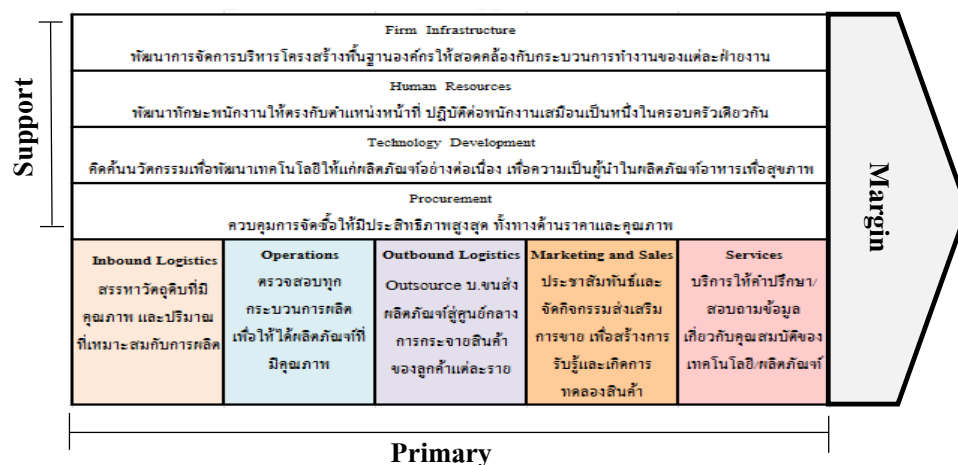 Support
Firm Infrastructure
พัฒนาการจัดการบริหารโครงสร้างพื้นฐานองค์กรให้สอดคล้องกับกระบวนการทำงานของแต่ละฝ่ายงาน
Human Resources
พัฒนาทักษะพนักงานให้ตรงกับตำแหน่งหน้าที่ ปฏิบัติต่อพนักงานเสมือนเป็นหนึ่งในครอบครัวเดียวกัน
Technology Development
คิดค้นนวัตกรรมเพื่อพัฒนาเทคโนโลยีให้แก่ผลิตภัณฑ์อย่างต่อเนื่อง เพื่อความเป็นผู้นำในผลิตภัณฑ์อาหารเพื่อสุขภาพ
Procurement
ควบคุมการจัดซื้อให้มีประสิทธิภาพสูงสุด ทั้งทางด้านราคาและคุณภาพ
Inbound Logistics
สรรหาวัตถุดิบที่มี
คุณภาพ และปริมาณ
ที่เหมาะสมกับการผลิต
Operations
ตรวจสอบทุก
กระบวนการผลิต
เพื่อให้ได้ผลิตภัณฑ์ที่
มีคุณภาพ
Outbound Logistics
Outsource บ.ขนส่ง
ผลิตภัณฑ์สู่ศูนย์กลาง
การกระจายสินค้า
ของลูกค้าแต่ละราย
Marketing and Sales
ประชาสัมพันธ์และ
จัดกิจกรรมส่งเสริม
การขาย เพื่อสร้างการ
รับรู้และเกิดการ
ทดลองสินค้า
Services
บริการให้คำปรึกษา/
สอบถามข้อมูล
เกี่ยวกับคุณสมบัติของ
เทคโนโลยี/ผลิตภัณฑ์
Margin
Primary